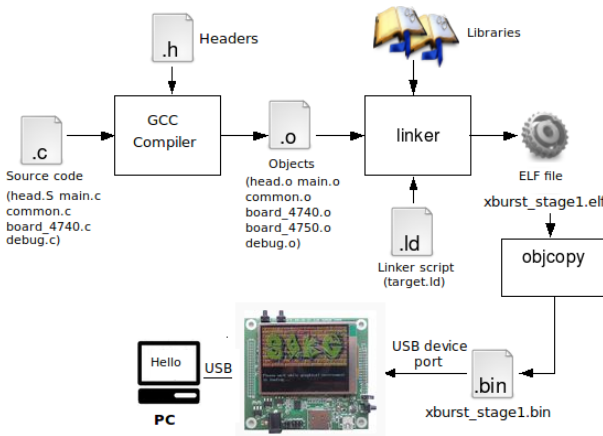 .h
Headers
Libraries
GCC
Compiler
linker
.c
Source code
(head.S main.c
common.c
board_4740.c
debug.c)
.o
Objects
(head.o main.o
common.o
board_4740.o
board_4750.o
debug.o)
ELF file
xburst_stage1.elf
.ld
Linker script
(target.ld)
objcopy
USB device
port
.bin
xburst_stage1.bin
Hello
USB
PC